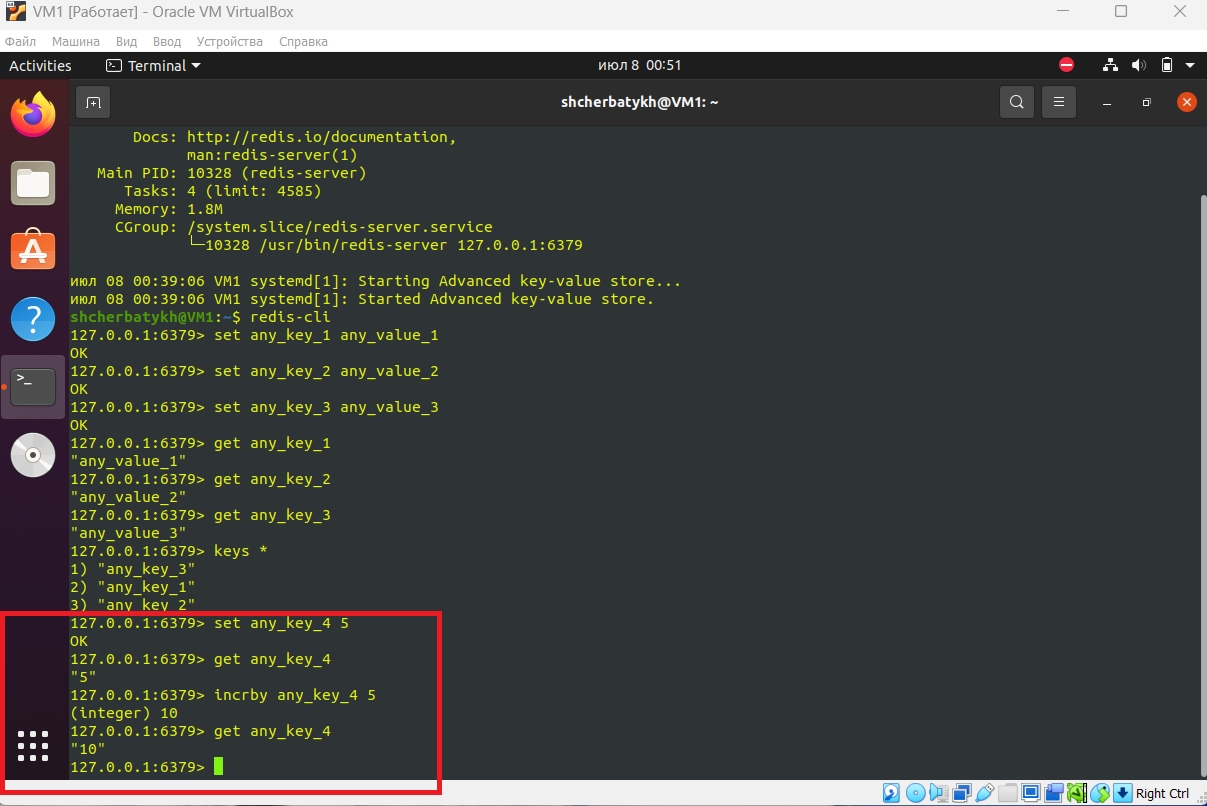 VM1 [Работает] - Oracle VM VirtualBox
Файл Машина Вид Ввод Устройства Справка
Activities Terminal июл 8 00:51
shcherbatykh@VM1: ~
Docs: http://redis.io/documentation,
man:redis-server(1)
Main PID: 10328 (redis-server)
Tasks: 4 (limit: 4585)
Memory: 1.8M
CGroup: /system.slice/redis-server.service
└─10328 /usr/bin/redis-server 127.0.0.1:6379
июл 08 00:39:06 VM1 systemd[1]: Starting Advanced key-value store...
июл 08 00:39:06 VM1 systemd[1]: Started Advanced key-value store.
shcherbatykh@VM1:~$ redis-cli
127.0.0.1:6379> set any_key_1 any_value_1
OK
127.0.0.1:6379> set any_key_2 any_value_2
OK
127.0.0.1:6379> set any_key_3 any_value_3
OK
127.0.0.1:6379> get any_key_1
"any_value_1"
127.0.0.1:6379> get any_key_2
"any_value_2"
127.0.0.1:6379> get any_key_3
"any_value_3"
127.0.0.1:6379> keys *
1) "any_key_3"
2) "any_key_1"
3) "any_key_2"
127.0.0.1:6379> set any_key_4 5
OK
127.0.0.1:6379> get any_key_4
"5"
127.0.0.1:6379> incrby any_key_4 5
(integer) 10
127.0.0.1:6379> get any_key_4
"10"
127.0.0.1:6379>
Right Ctrl